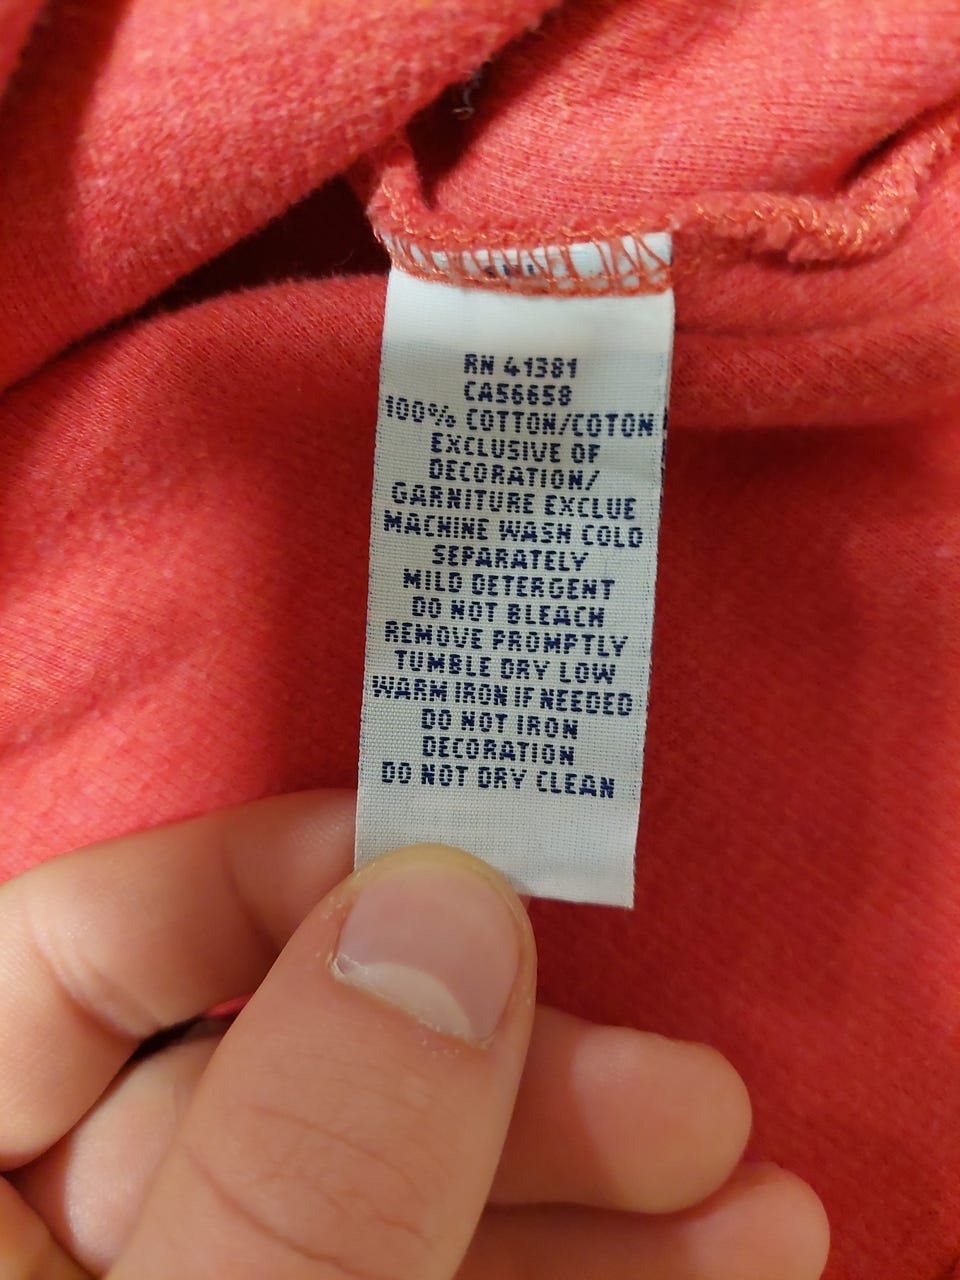 RN 41381
CA56658
100% COTTON/COTON
EXCLUSIVE OF
DECORATION/
GARNITURE EXCLUE
MACHINE WASH COLD
SEPARATELY
MILD DETERGENT
DO NOT BLEACH
REMOVE PROMPTLY
TUMBLE DRY LOW
WARM IRON IF NEEDED
DO NOT IRON
DECORATION
DO NOT DRY CLEAN